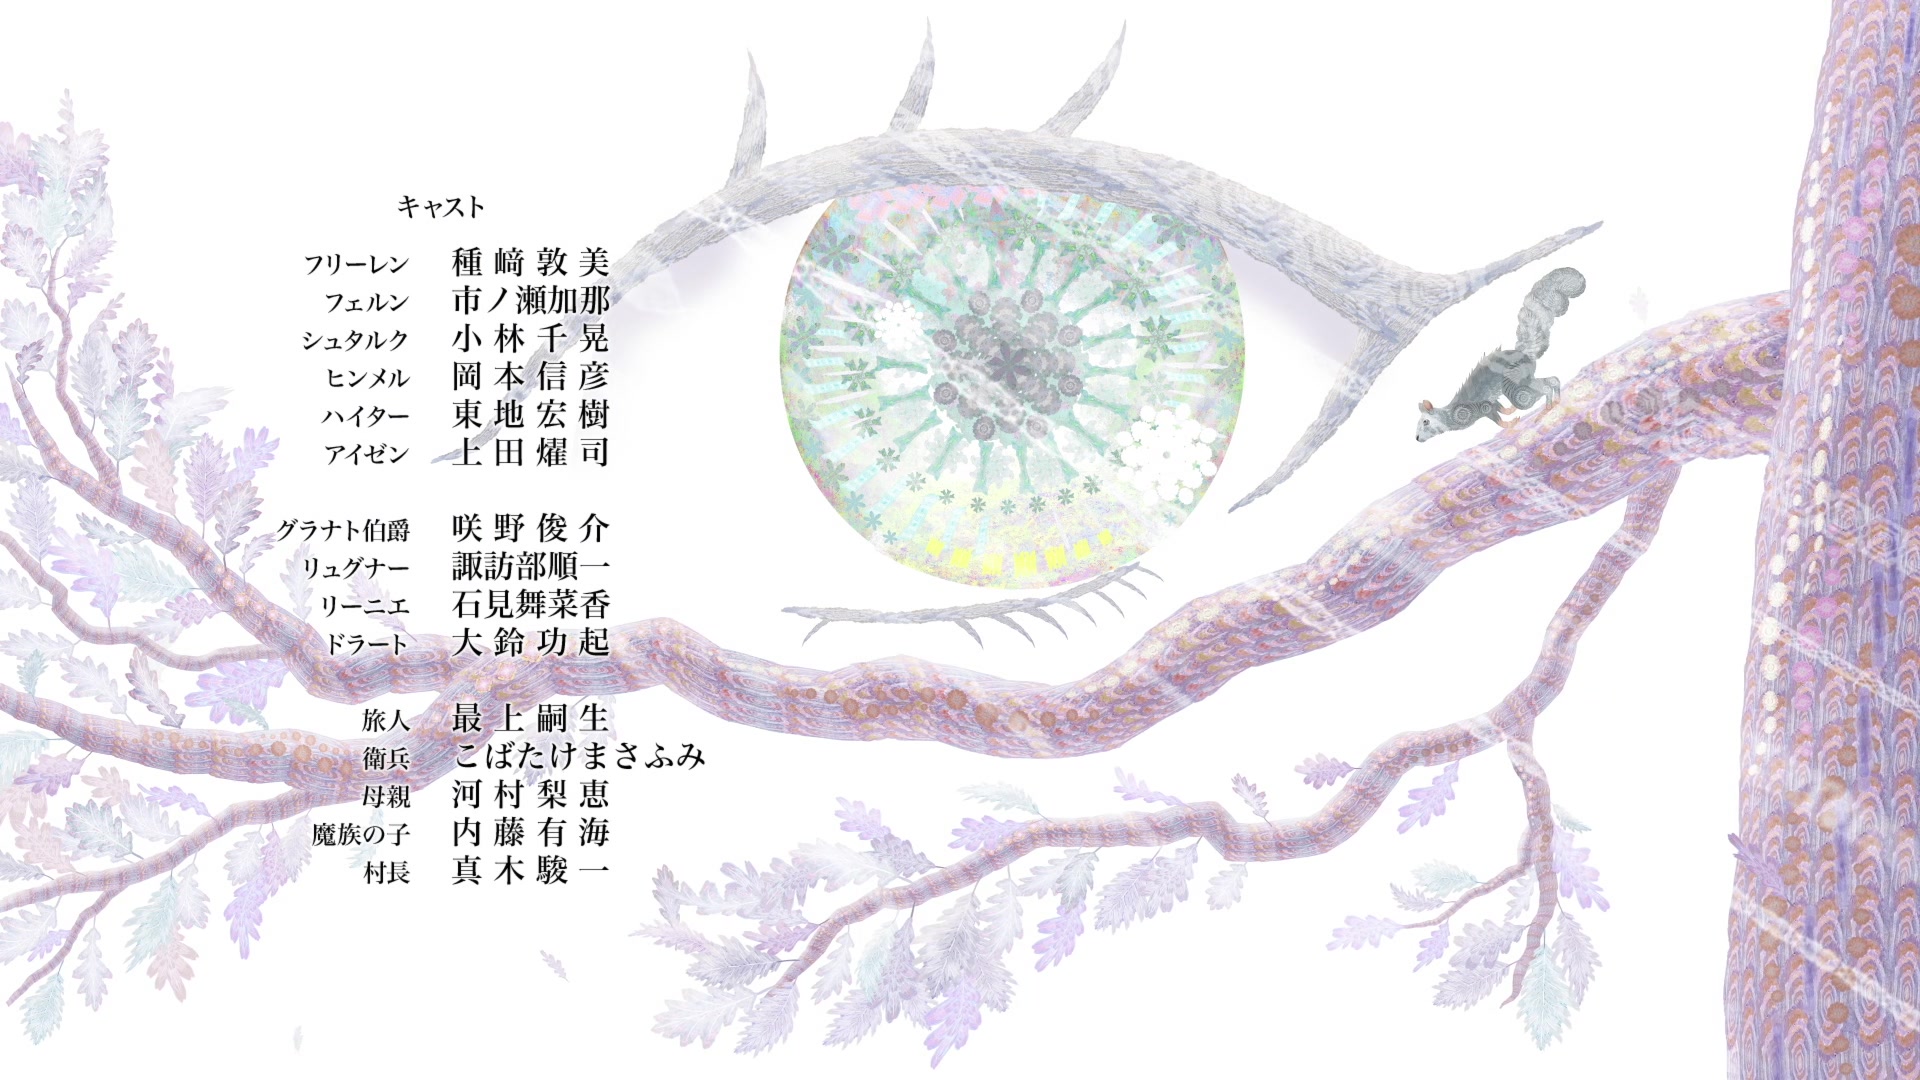 キャスト
フリーレン 種﨑敦美
フェルン 市ノ瀬加那
シュタルク 小林千晃
ヒンメル 岡本信彦
ハイター 東地宏樹
アイゼン 上田燿司
グラナト伯爵 咲野俊介
リュグナー 諏訪部順一
リーニエ 石見舞菜香
ドラート 大鈴功起
旅人 最上嗣生
衛兵 こばたけまさふみ
母親 河村梨恵
魔族の子 内藤有海
村長 真木駿一